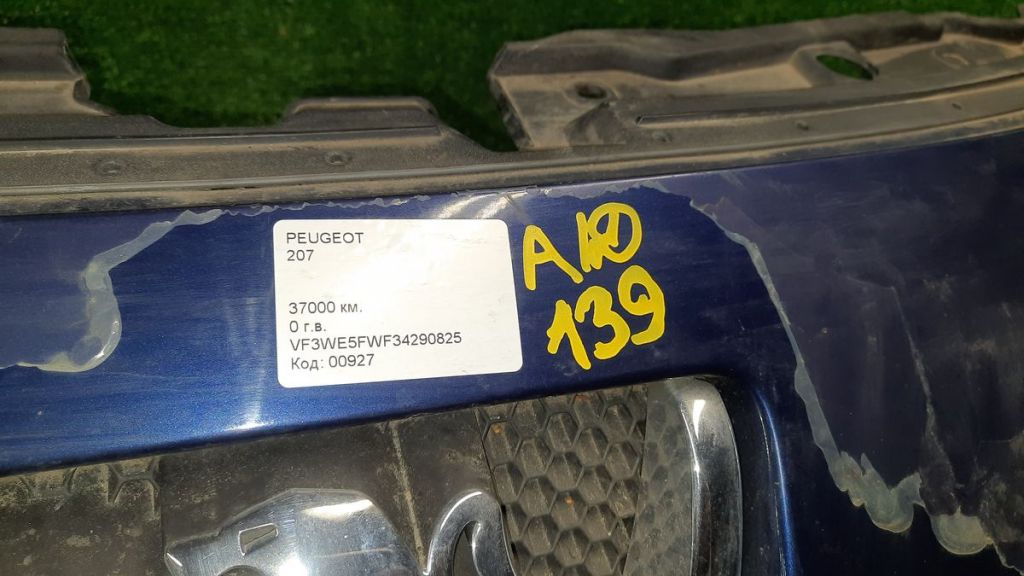 PEUGEOT
207
37000 км.
0 г.в.
VF3WE5FWF34290825
Код: 00927
АЮ
139